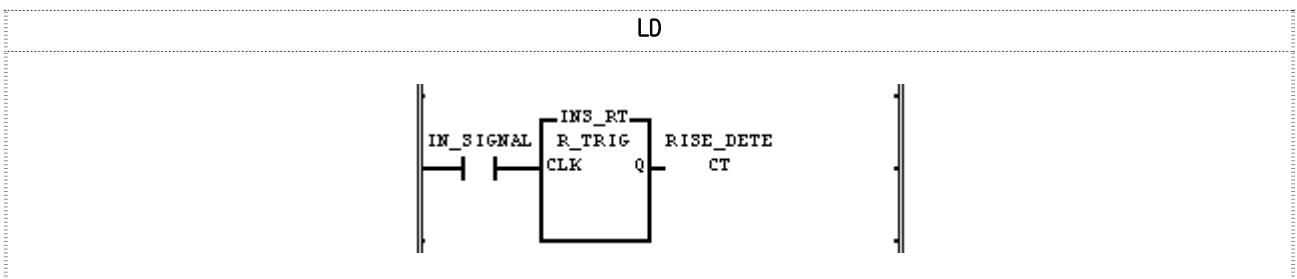 LD
INS_RT
IN_SIGNAL R_TRIG RISE_DETE
CLK Q CT